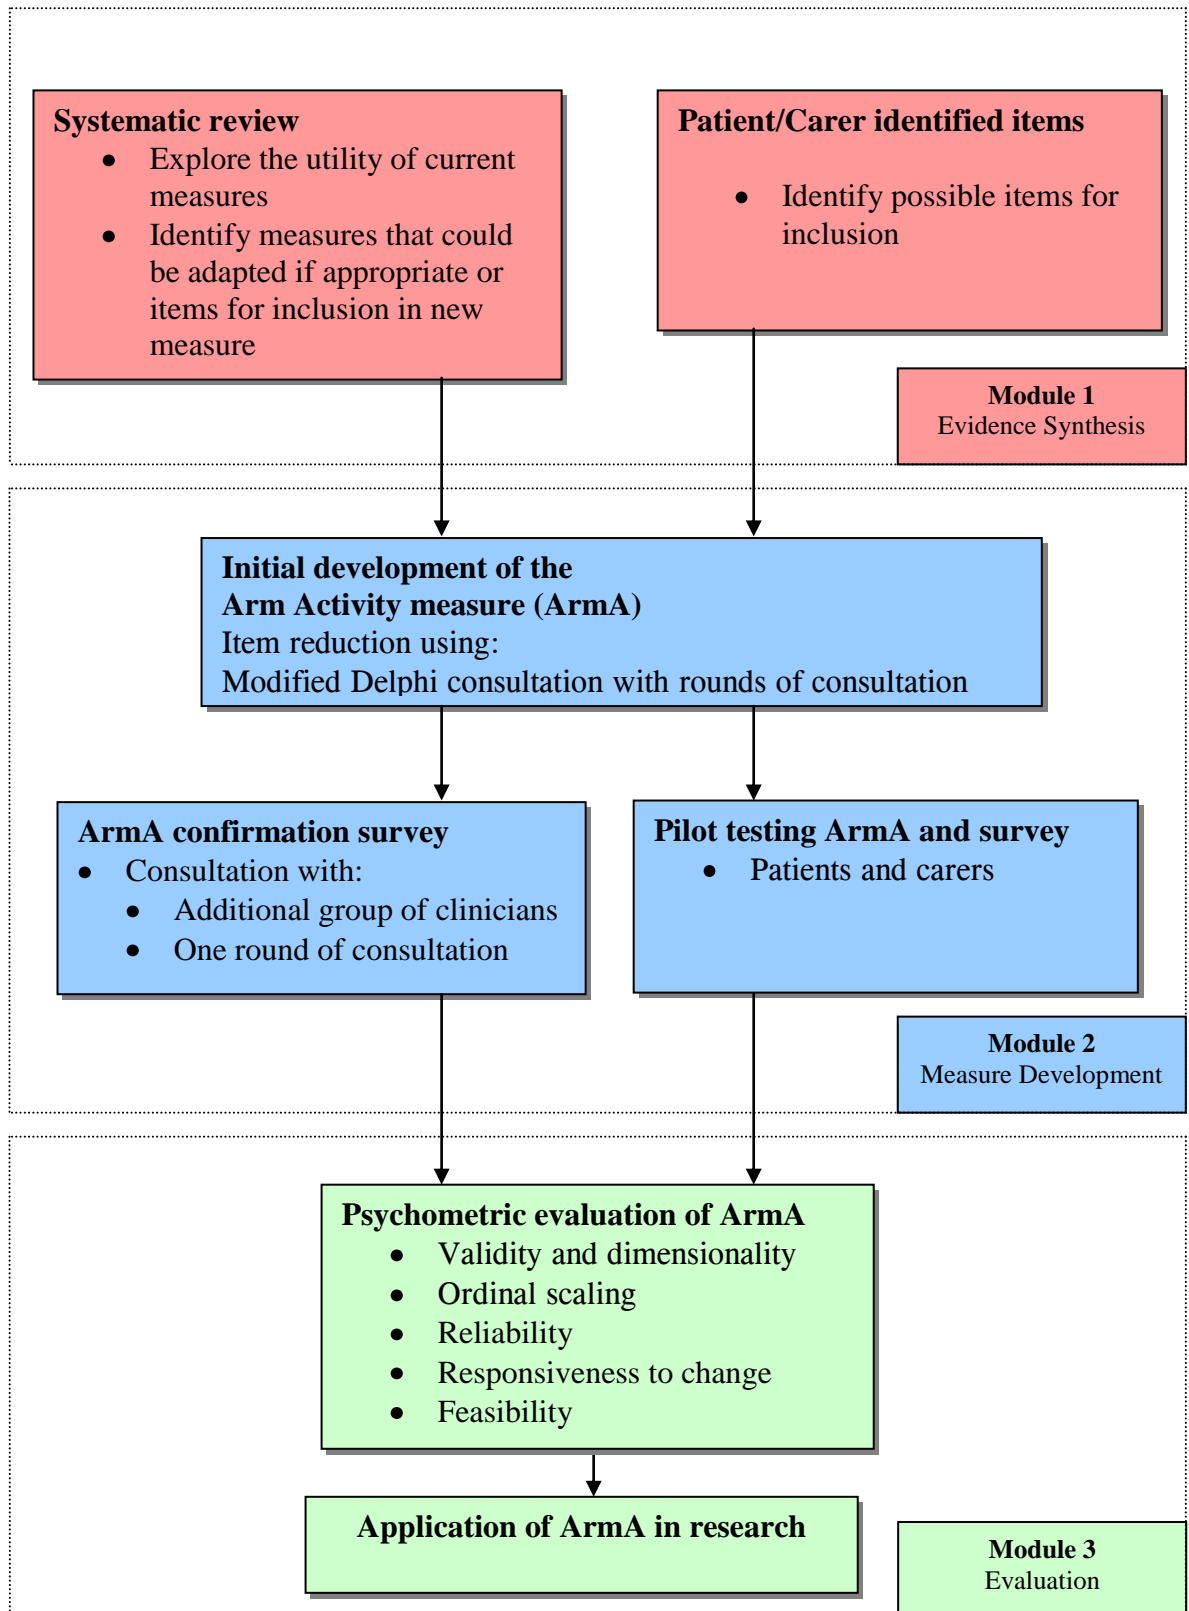 Systematic review
• Explore the utility of current
measures
• Identify measures that could
be adapted if appropriate or
items for inclusion in new
measure
Patient/Carer identified items
• Identify possible items for
inclusion
Module 1
Evidence Synthesis
Initial development of the
Arm Activity measure (ArmA)
Item reduction using:
Modified Delphi consultation with rounds of consultation
ArmA confirmation survey
• Consultation with:
• Additional group of clinicians
• One round of consultation
Pilot testing ArmA and survey
• Patients and carers
Module 2
Measure Development
Psychometric evaluation of ArmA
• Validity and dimensionality
• Ordinal scaling
• Reliability
• Responsiveness to change
• Feasibility
Application of ArmA in research
Module 3
Evaluation